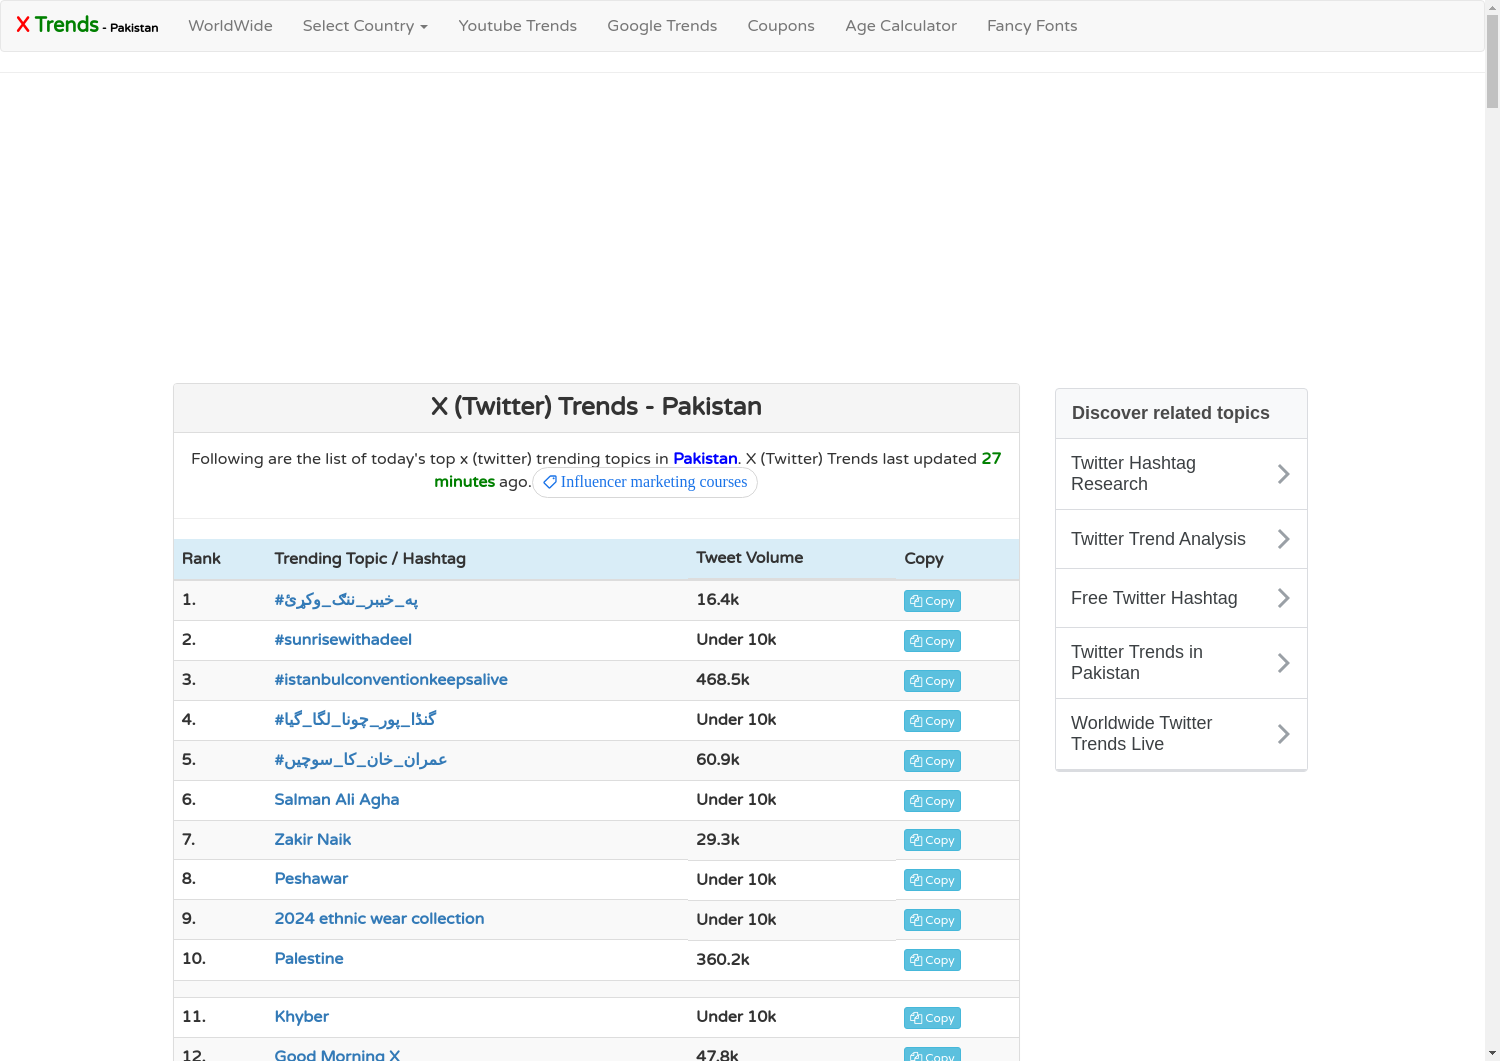 X Trends - Pakistan WorldWide Select Country Youtube Trends Google Trends Coupons Age Calculator Fancy Fonts
X (Twitter) Trends - Pakistan
Following are the list of today's top x (twitter) trending topics in Pakistan. X (Twitter) Trends last updated 27
minutes ago. Influencer marketing courses
Rank Trending Topic / Hashtag Tweet Volume Copy
1. #په_خیبر_ننګ_وکړئ 16.4k Copy
2. #sunrisewithadeel Under 10k Copy
3. #istanbulconventionkeepsalive 468.5k Copy
4. #گنڈا_پور_چونا_لگا_گیا Under 10k Copy
5. #عمران_خان_کا_سوچیں 60.9k Copy
6. Salman Ali Agha Under 10k Copy
7. Zakir Naik 29.3k Copy
8. Peshawar Under 10k Copy
9. 2024 ethnic wear collection Under 10k Copy
10. Palestine 360.2k Copy
11. Khyber Under 10k Copy
12. Good Morning X 47.8k Copy
Discover related topics
Twitter Hashtag
Research
Twitter Trend Analysis
Free Twitter Hashtag
Twitter Trends in
Pakistan
Worldwide Twitter
Trends Live